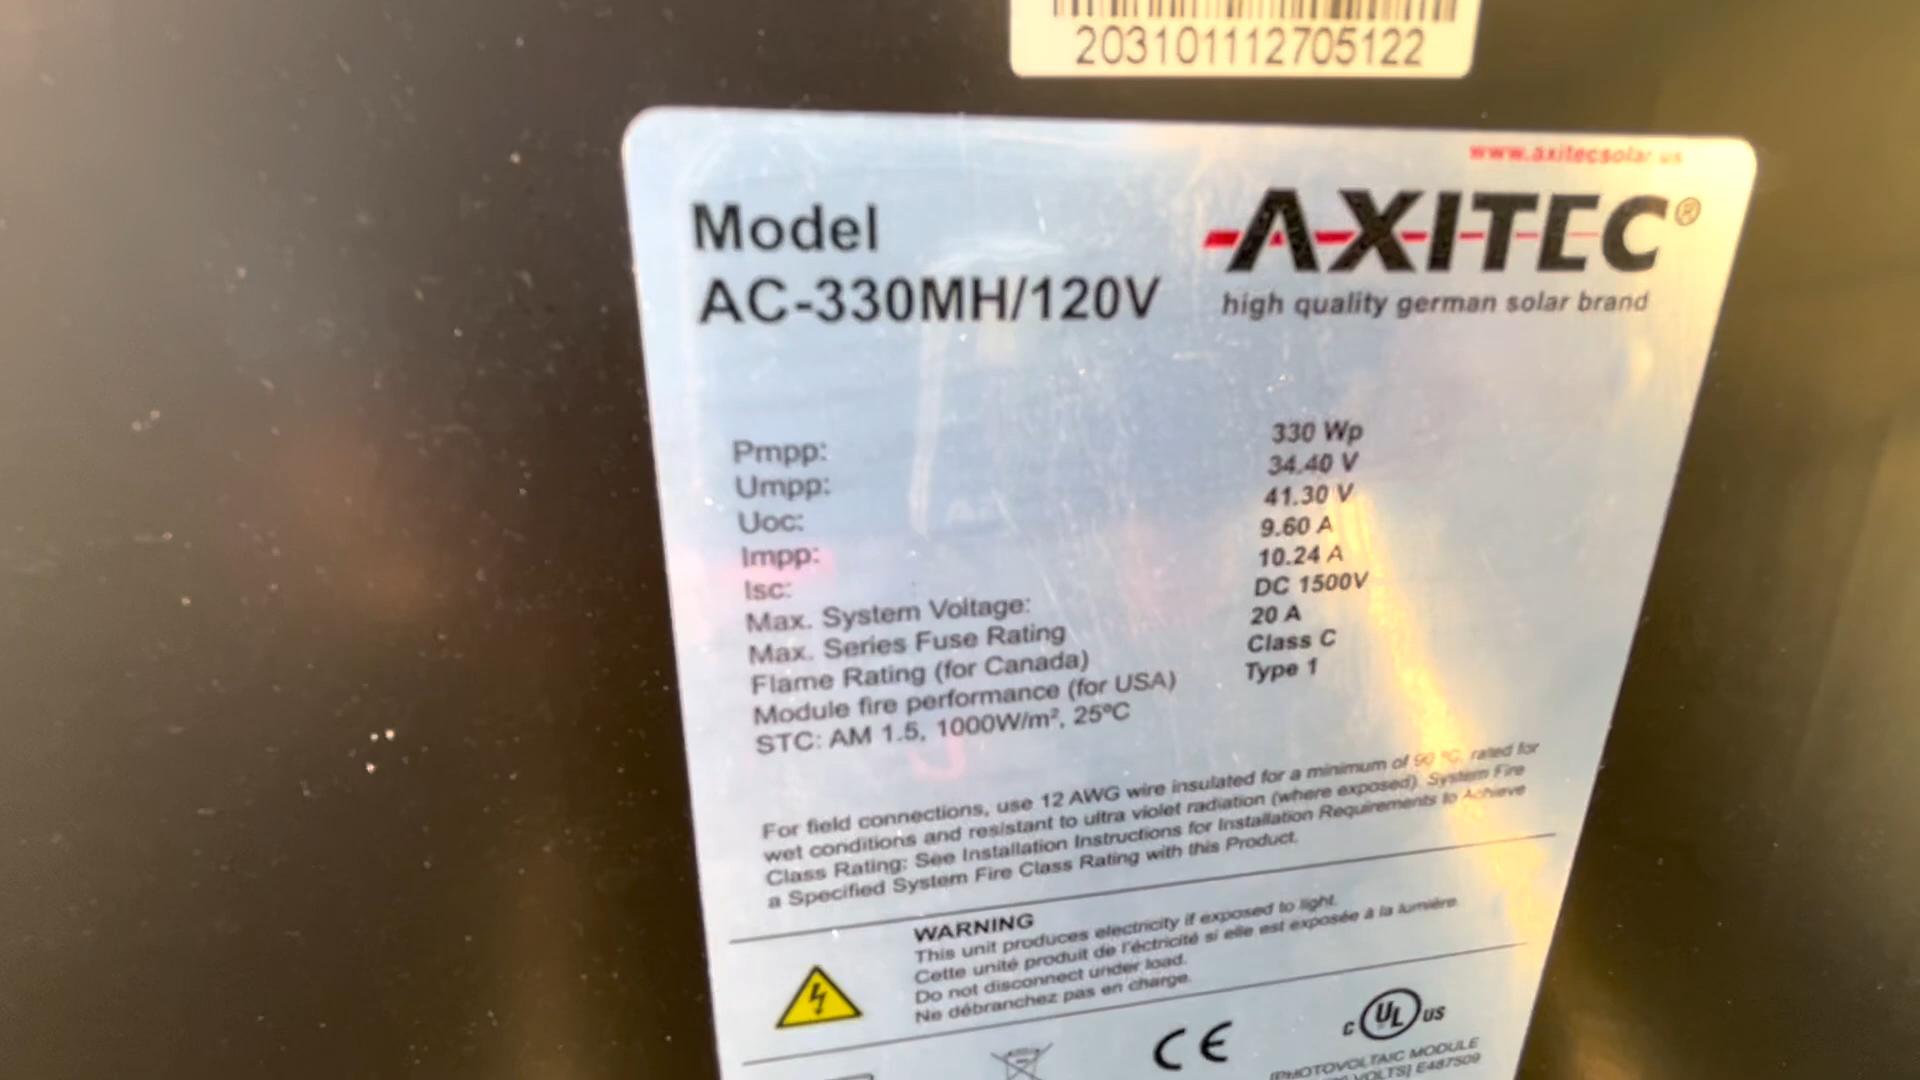 203101112705122
www.axitecsolar.us
AXITEC®
high quality german solar brand
Model
AC-330MH/120V
Pmpp: 330 Wp
Umpp: 34.40 V
Uoc: 41.30 V
Impp: 9.60 A
Isc: 10.24 A
Max. System Voltage: DC 1500V
Max. Series Fuse Rating 20 A
Flame Rating (for Canada) Class C
Module fire performance (for USA) Type 1
STC: AM 1.5, 1000W/m², 25ºC
For field connections, use 12 AWG wire insulated for a minimum of 90 ºC, rated for
wet conditions and resistant to ultra violet radiation (where exposed). System Fire
Class Rating: See Installation Instructions for Installation Requirements to Achieve
a Specified System Fire Class Rating with this Product.
WARNING
This unit produces electricity if exposed to light.
Cette unité produit de l'éctricité si elle est exposée à la lumière.
Do not disconnect under load.
Ne débranchez pas en charge.
CE
C UL US
[PHOTOVOLTAIC MODULE
VOLTS] E487509